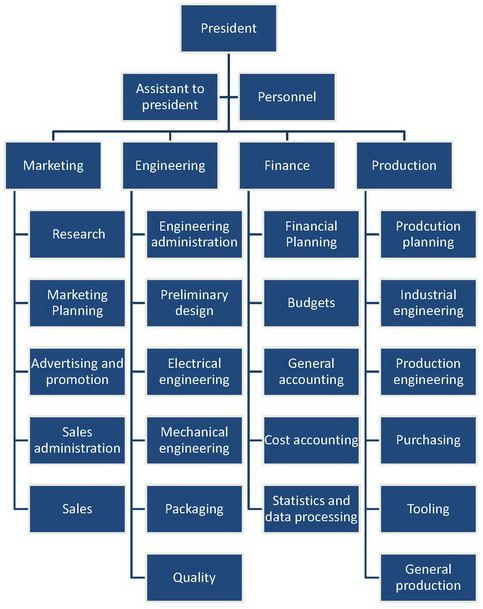 President
Assistant to
president
Personnel
Marketing
Engineering
Finance
Production
Research
Engineering
administration
Financial
Planning
Prodcution
planning
Marketing
Planning
Preliminary
design
Budgets
Industrial
engineering
Advertising and
promotion
Electrical
engineering
General
accounting
Production
engineering
Sales
administration
Mechanical
engineering
Cost accounting
Purchasing
Sales
Packaging
Statistics and
data processing
Tooling
Quality
General
production